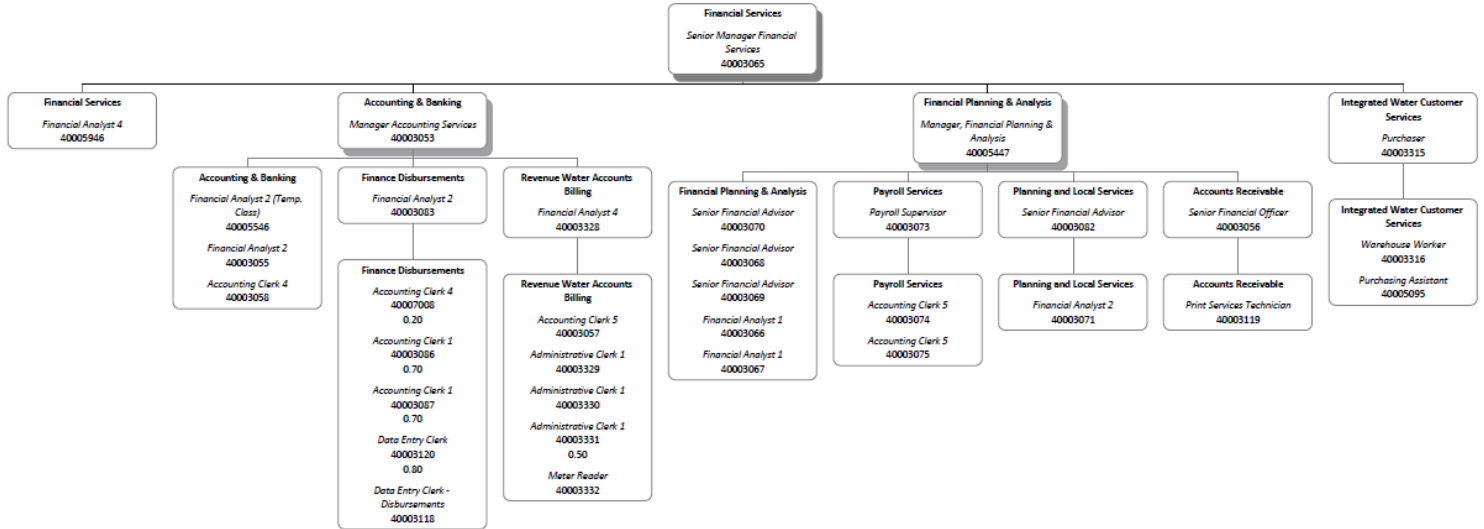 Financial Services
Senior Manager Financial
Services
40003065
Financial Services
Financial Analyst 4
40005946
Accounting & Banking
Manager Accounting Services
40003053
Financial Planning & Analysis
Manager, Financial Planning &
Analysis
40005447
Integrated Water Customer
Services
Purchaser
40003315
Accounting & Banking
Financial Analyst 2 (Temp.
Class)
40005546
Financial Analyst 2
40003055
Accounting Clerk 4
40003058
Finance Disbursements
Financial Analyst 2
40003083
Revenue Water Accounts
Billing
Financial Analyst 4
40003328
Financial Planning & Analysis
Senior Financial Advisor
40003070
Senior Financial Advisor
40003068
Senior Financial Advisor
40003069
Financial Analyst 1
40003066
Financial Analyst 1
40003067
Payroll Services
Payroll Supervisor
40003073
Planning and Local Services
Senior Financial Advisor
40003082
Accounts Receivable
Senior Financial Officer
40003056
Integrated Water Customer
Services
Warehouse Worker
40003316
Purchasing Assistant
40005095
Finance Disbursements
Accounting Clerk 4
40007008
0.20
Accounting Clerk 1
40003086
0.70
Accounting Clerk 1
40003087
0.70
Data Entry Clerk
40003120
0.80
Data Entry Clerk -
Disbursements
40003118
Revenue Water Accounts
Billing
Accounting Clerk 5
40003057
Administrative Clerk 1
40003329
Administrative Clerk 1
40003330
Administrative Clerk 1
40003331
0.50
Meter Reader
40003332
Payroll Services
Accounting Clerk 5
40003074
Accounting Clerk 5
40003075
Planning and Local Services
Financial Analyst 2
40003071
Accounts Receivable
Print Services Technician
40003119